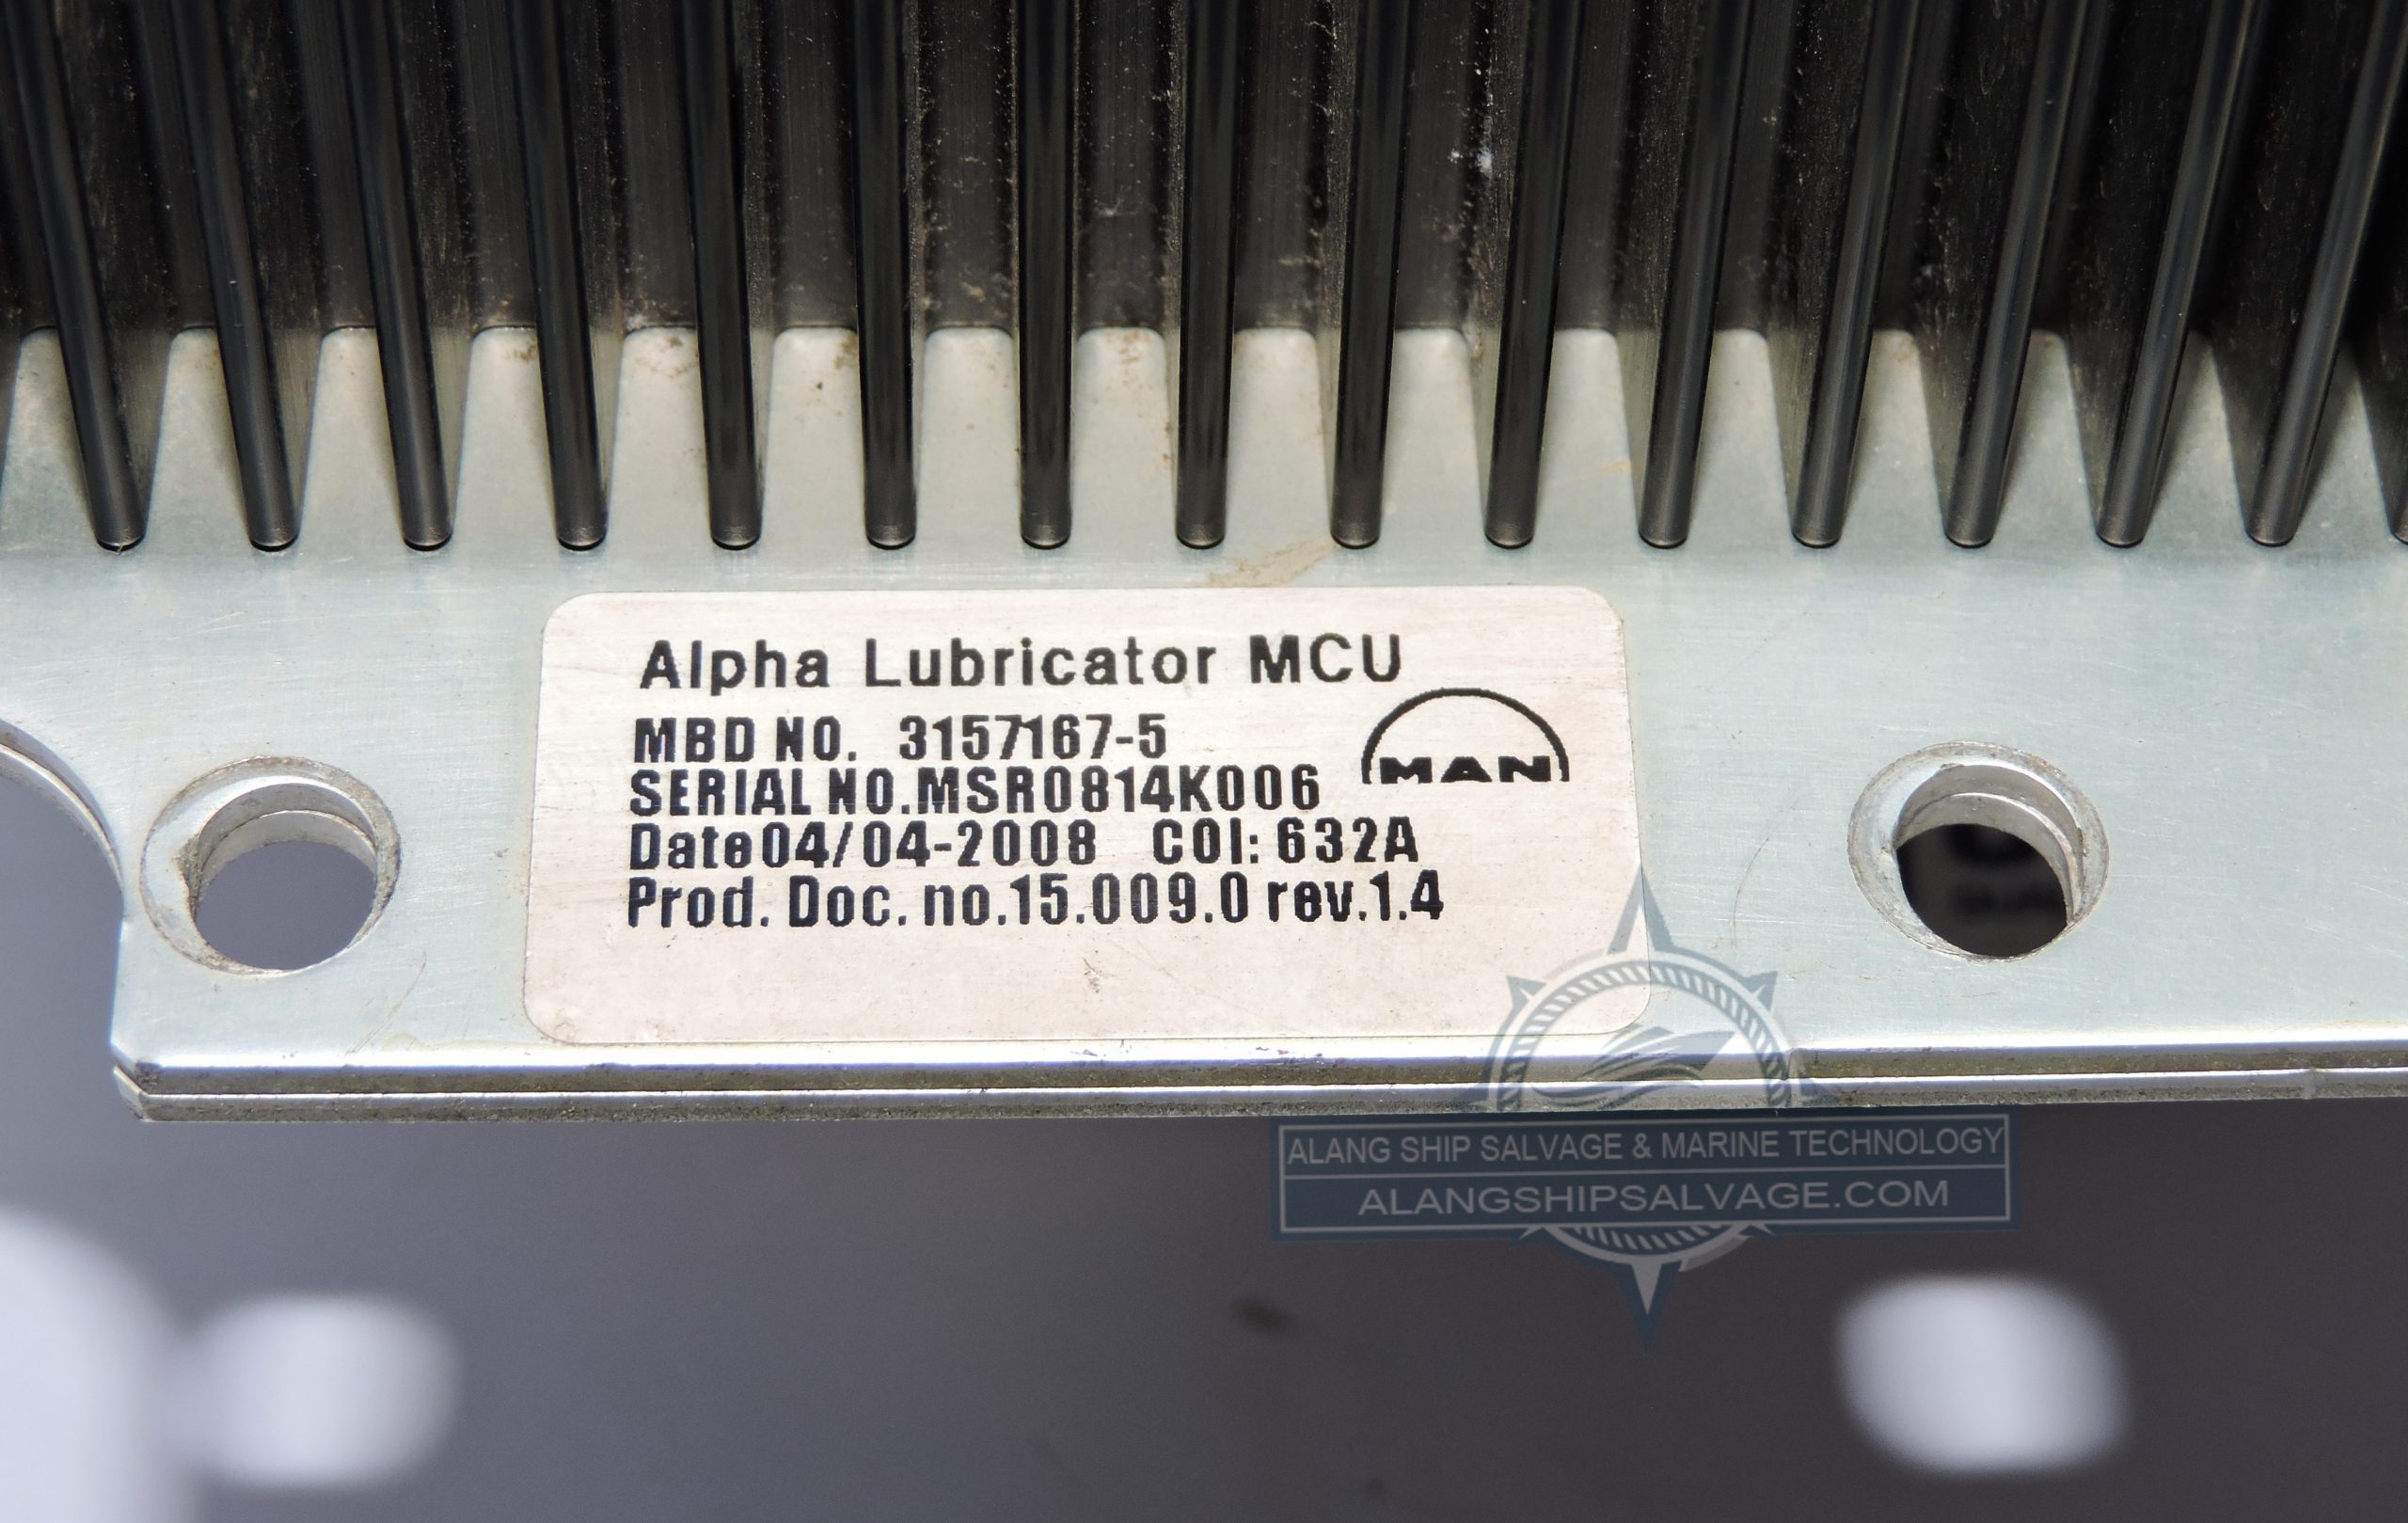 Alpha Lubricator MCU
MBD NO. 3157167-5
MAN
SERIAL NO.MSR0814K006
Date04/04-2008 COI: 632A
Prod. Doc. no.15.009.0 rev.1.4
ALANG SHIP SALVAGE & MARINE TECHNOLOGY
ALANGSHIPSALVAGE.COM